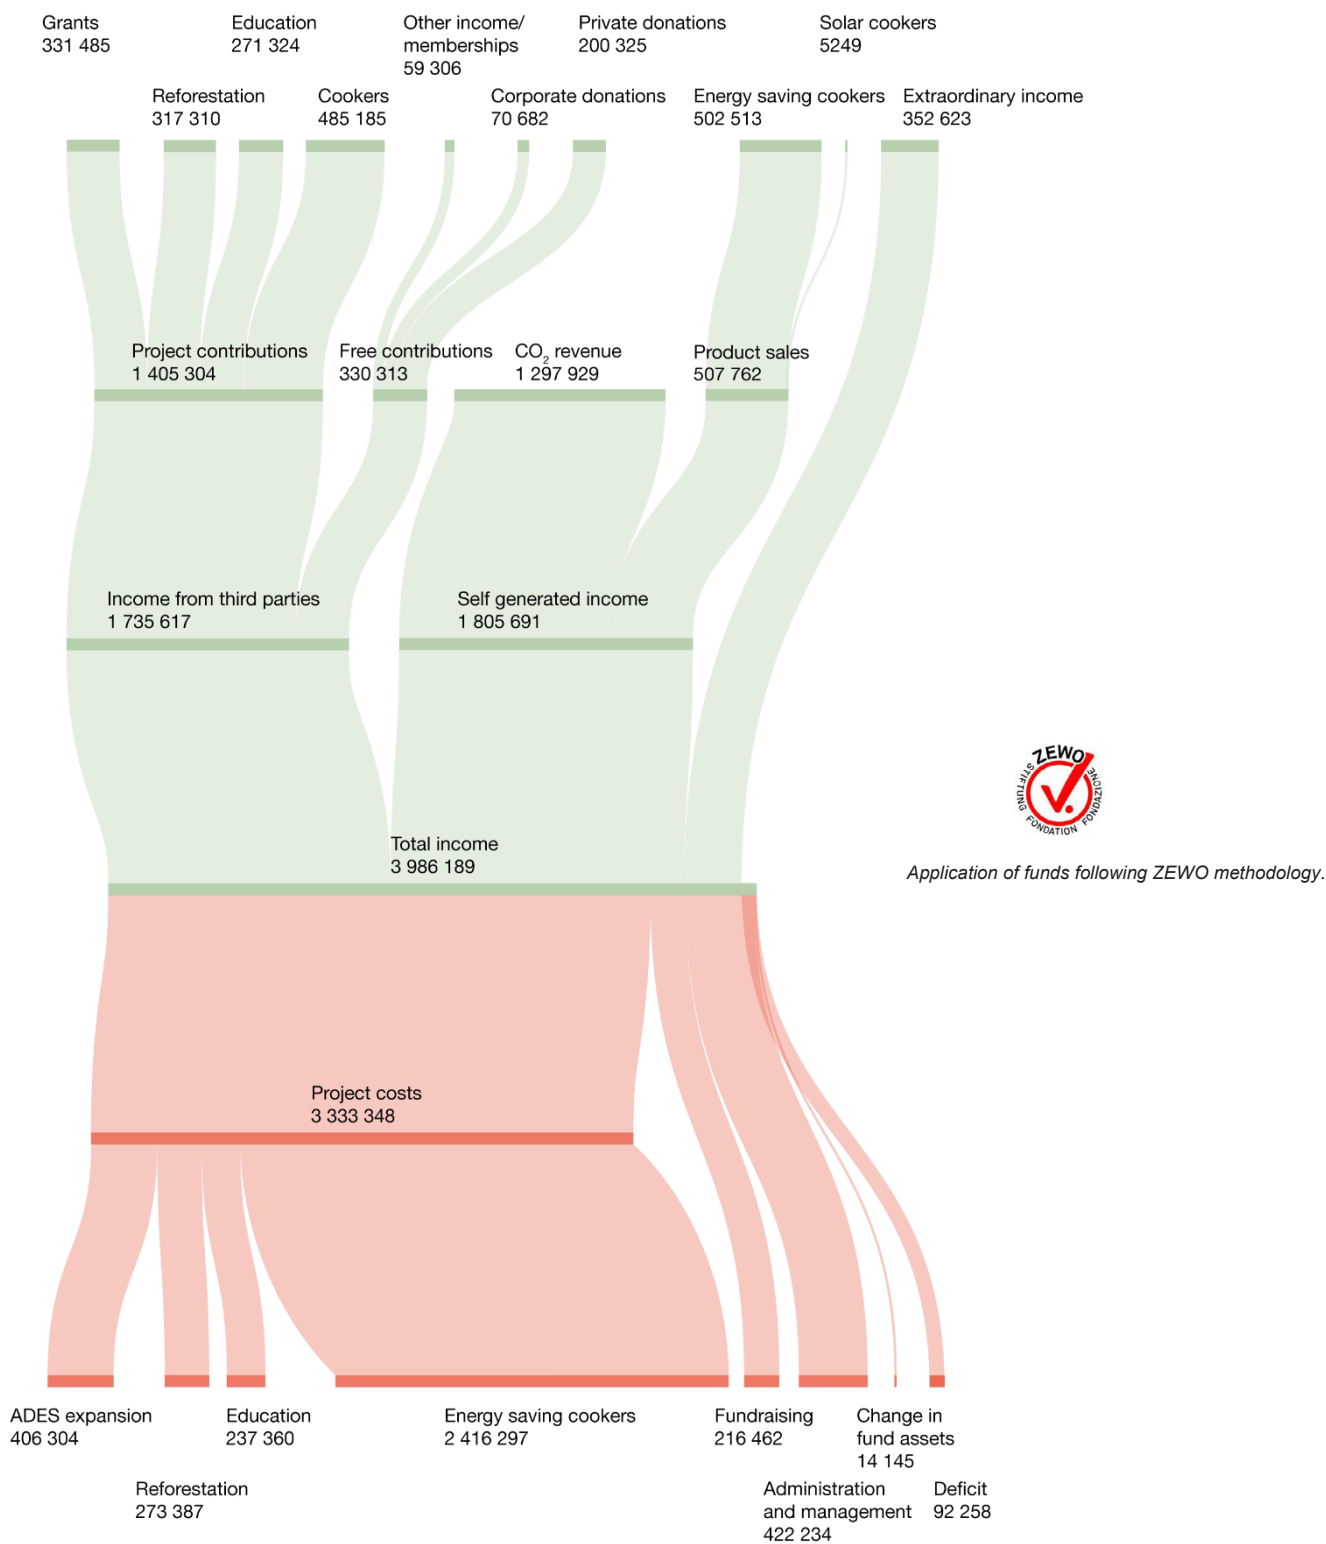 Grants
331 485
Education
271 324
Other income/
memberships
59 306
Private donations
200 325
Solar cookers
5249
Reforestation
317 310
Cookers
485 185
Corporate donations
70 682
Energy saving cookers
502 513
Extraordinary income
352 623
Project contributions
1 405 304
Free contributions
330 313
CO₂ revenue
1 297 929
Product sales
507 762
Income from third parties
1 735 617
Self generated income
1 805 691
ZEWO
STIFTUNG FONDATION FONDAZIONE
Total income
3 986 189
Application of funds following ZEWO methodology.
Project costs
3 333 348
ADES expansion
406 304
Education
237 360
Energy saving cookers
2 416 297
Fundraising
216 462
Change in
fund assets
14 145
Reforestation
273 387
Administration
and management
422 234
Deficit
92 258